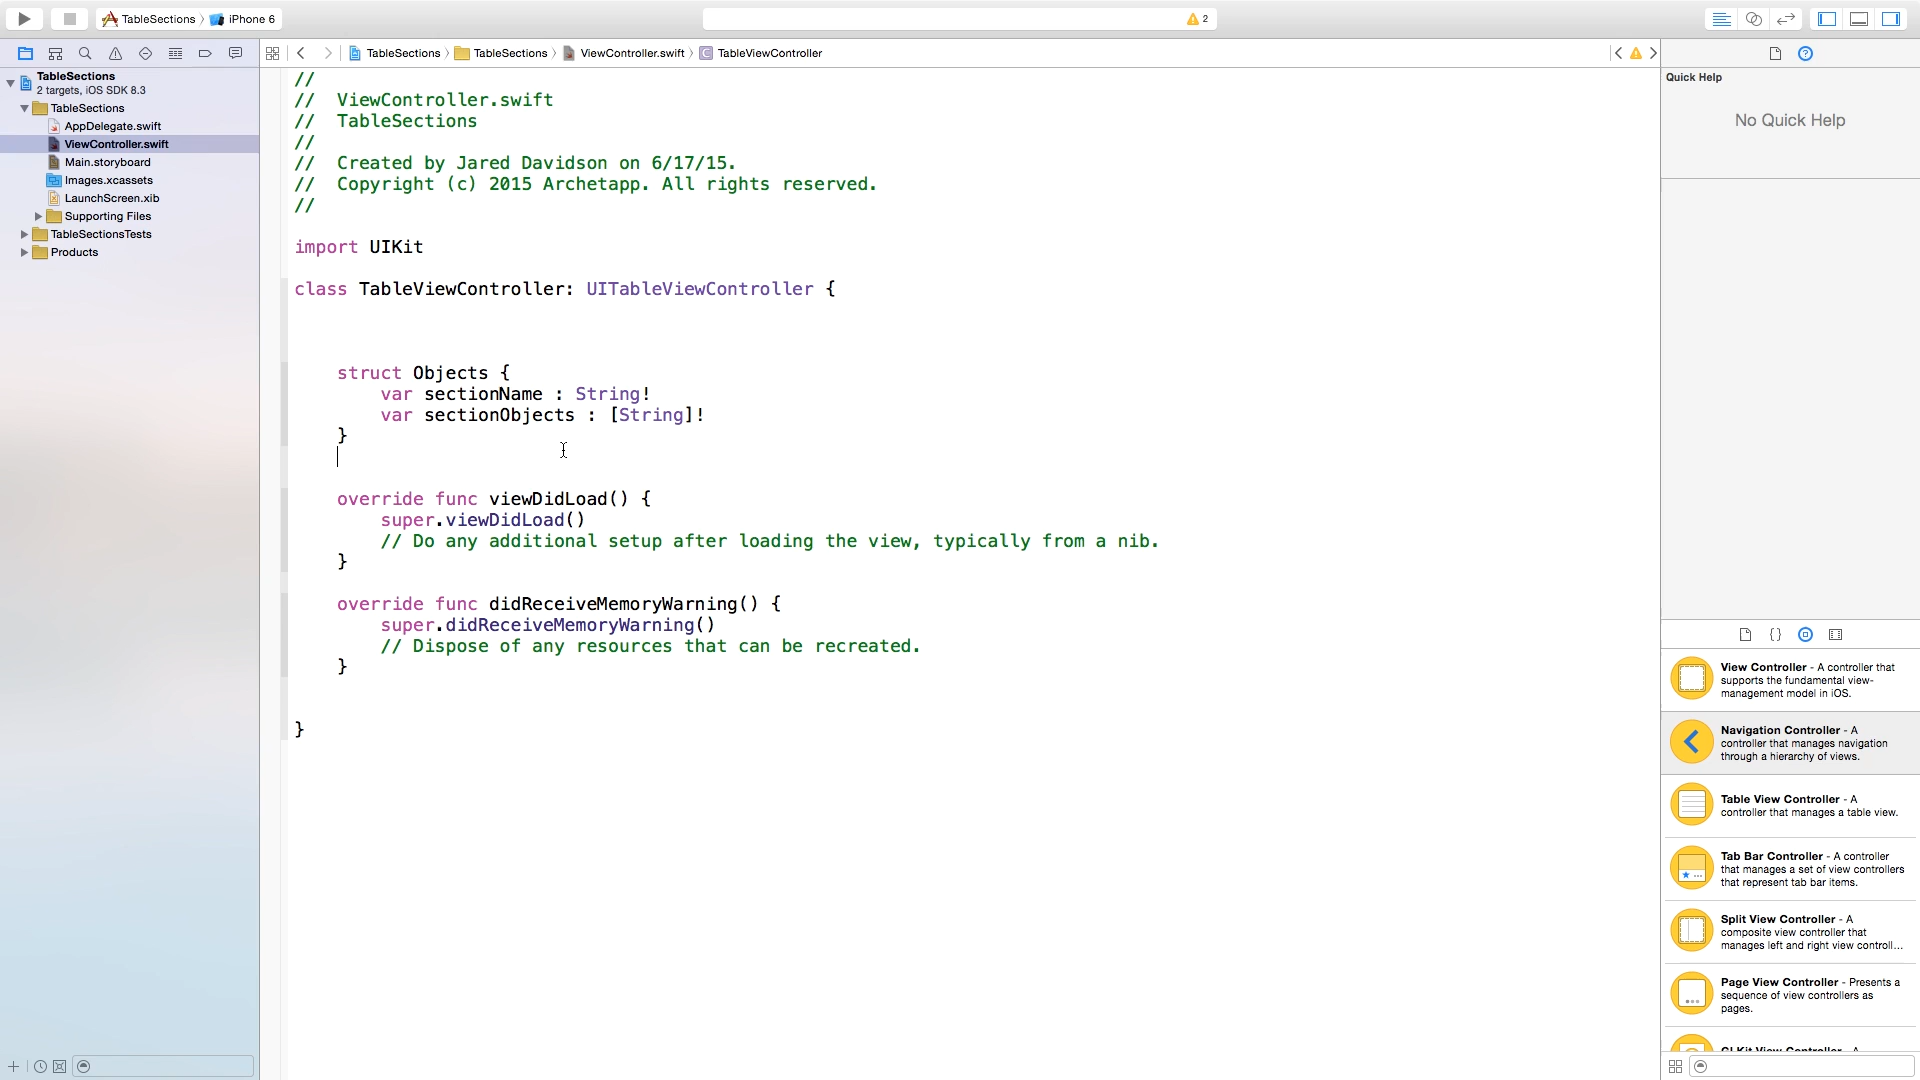 TableSections › iPhone 6
2
TableSections › TableSections › ViewController.swift › TableViewController
TableSections
2 targets, iOS SDK 8.3
TableSections
AppDelegate.swift
ViewController.swift
Main.storyboard
Images.xcassets
LaunchScreen.xib
Supporting Files
TableSectionsTests
Products
//
//  ViewController.swift
//  TableSections
//
//  Created by Jared Davidson on 6/17/15.
//  Copyright (c) 2015 Archetapp. All rights reserved.
//
import UIKit
class TableViewController: UITableViewController {
struct Objects {
var sectionName : String!
var sectionObjects : [String]!
}
override func viewDidLoad() {
super.viewDidLoad()
// Do any additional setup after loading the view, typically from a nib.
}
override func didReceiveMemoryWarning() {
super.didReceiveMemoryWarning()
// Dispose of any resources that can be recreated.
}
}
Quick Help
No Quick Help
{}
View Controller - A controller that
supports the fundamental view-
management model in iOS.
Navigation Controller - A
controller that manages navigation
through a hierarchy of views.
Table View Controller - A
controller that manages a table view.
Tab Bar Controller - A controller
that manages a set of view controllers
that represent tab bar items.
Split View Controller - A
composite view controller that
manages left and right view controll...
Page View Controller - Presents a
sequence of view controllers as
pages.